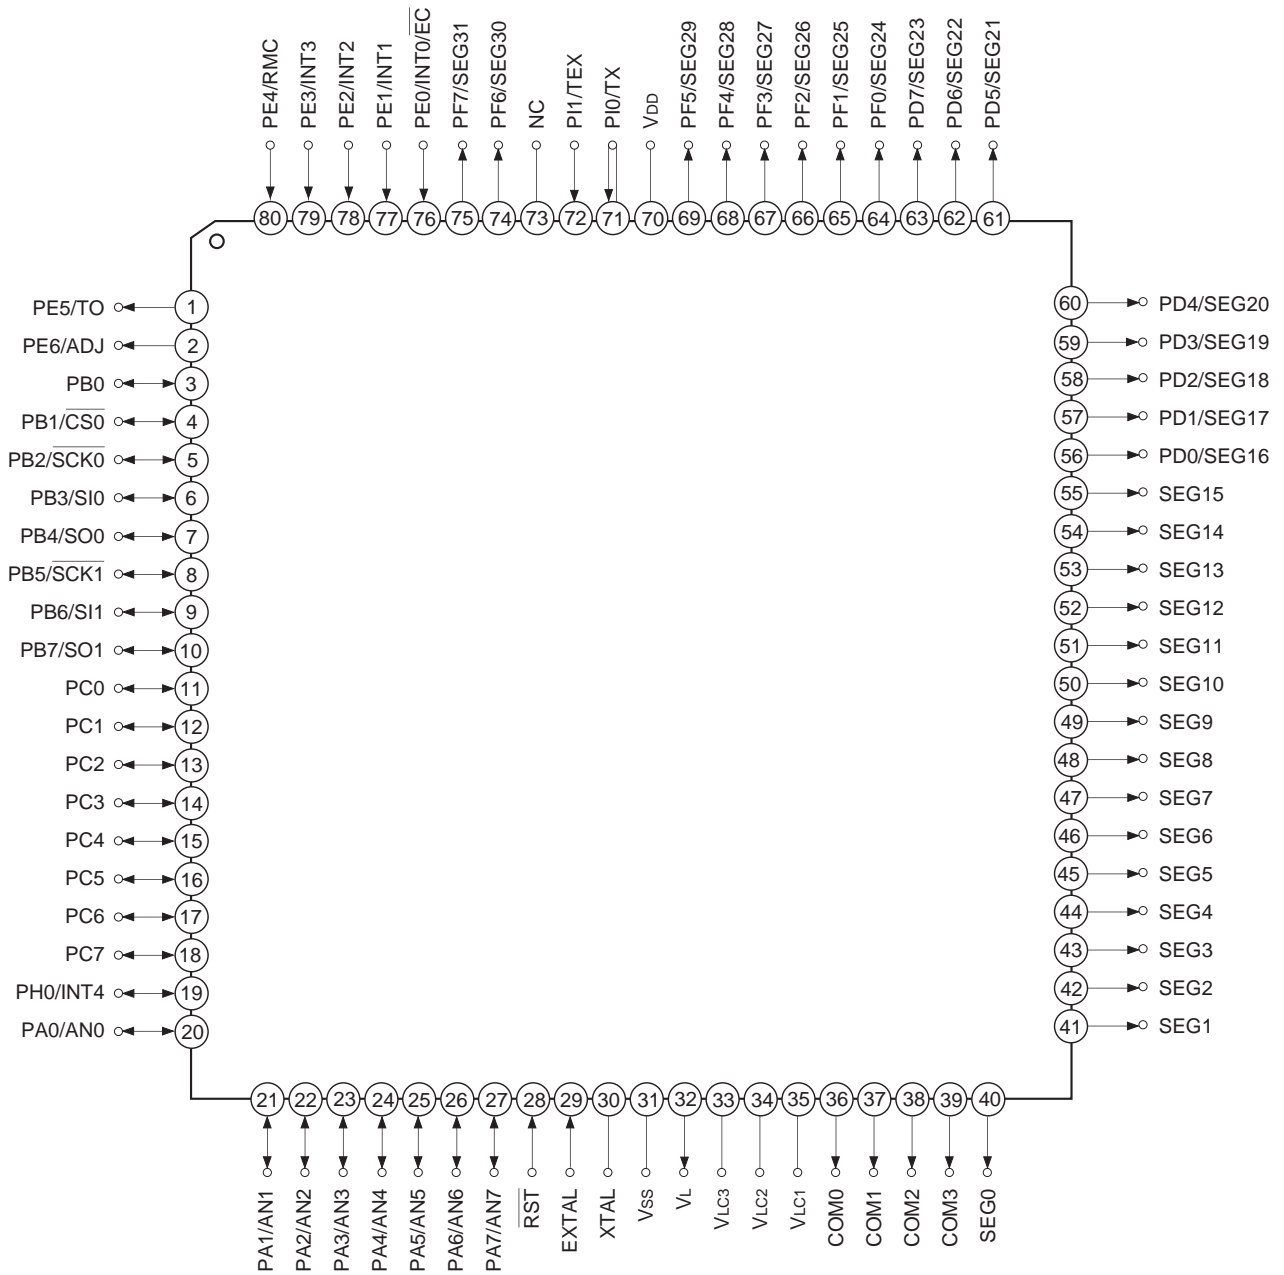 PE4/RMC
PE3/INT3
PE2/INT2
PE1/INT1
PE0/INT0/E̅C̅
PF7/SEG31
PF6/SEG30
NC
PI1/TEX
PI0/TX
VDD
PF5/SEG29
PF4/SEG28
PF3/SEG27
PF2/SEG26
PF1/SEG25
PF0/SEG24
PD7/SEG23
PD6/SEG22
PD5/SEG21
80 79 78 77 76 75 74 73 72 71 70 69 68 67 66 65 64 63 62 61
PE5/TO 1
PE6/ADJ 2
PB0 3
PB1/C̅S̅0̅ 4
PB2/S̅C̅K̅0̅ 5
PB3/SI0 6
PB4/SO0 7
PB5/S̅C̅K̅1̅ 8
PB6/SI1 9
PB7/SO1 10
PC0 11
PC1 12
PC2 13
PC3 14
PC4 15
PC5 16
PC6 17
PC7 18
PH0/INT4 19
PA0/AN0 20
60 PD4/SEG20
59 PD3/SEG19
58 PD2/SEG18
57 PD1/SEG17
56 PD0/SEG16
55 SEG15
54 SEG14
53 SEG13
52 SEG12
51 SEG11
50 SEG10
49 SEG9
48 SEG8
47 SEG7
46 SEG6
45 SEG5
44 SEG4
43 SEG3
42 SEG2
41 SEG1
21 22 23 24 25 26 27 28 29 30 31 32 33 34 35 36 37 38 39 40
PA1/AN1
PA2/AN2
PA3/AN3
PA4/AN4
PA5/AN5
PA6/AN6
PA7/AN7
R̅S̅T̅
EXTAL
XTAL
VSS
VL
VLC3
VLC2
VLC1
COM0
COM1
COM2
COM3
SEG0